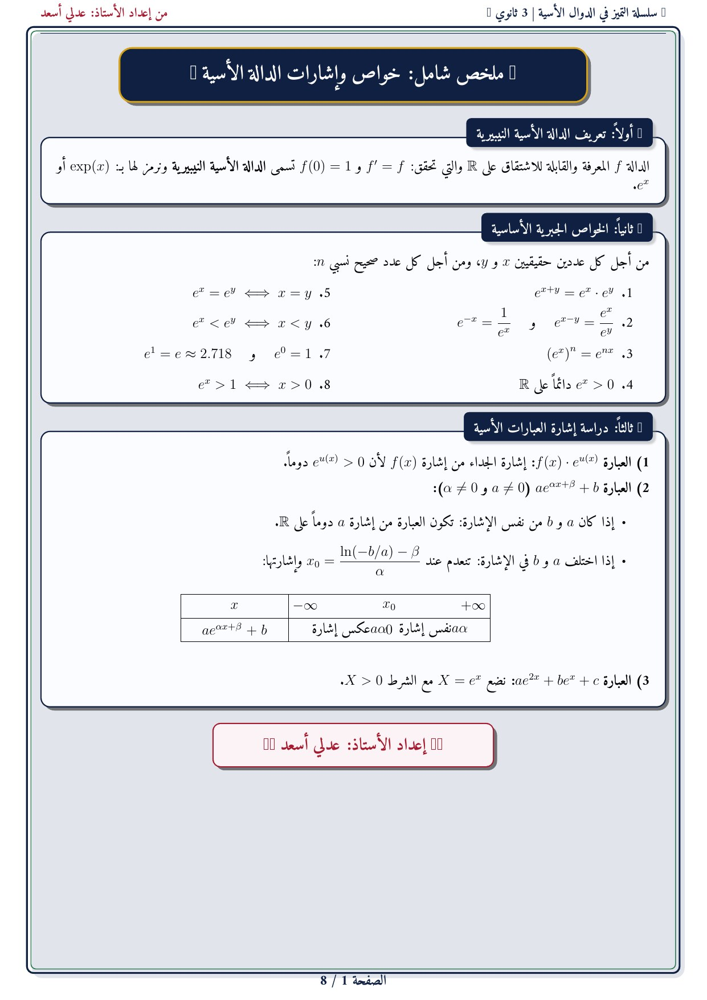 سلسلة التميز في الدوال الأسية | 3 ثانوي
من إعداد الأستاذ: عدلي أسعد
ملخص شامل: خواص وإشارات الدالة الأسية
أولاً: تعريف الدالة الأسية النيبيرية
الدالة f المعرفة والقابلة للاشتقاق على ℝ والتي تحقق: f′ = f و f(0) = 1 تسمى الدالة الأسية النيبيرية ونرمز لها بـ: exp(x) أو
e^x.
ثانياً: الخواص الجبرية الأساسية
من أجل كل عددين حقيقيين x و y، ومن أجل كل عدد صحيح نسبي n:
1. e^{x+y} = e^x · e^y
2. e^{x−y} = e^x/e^y و e^{−x} = 1/e^x
3. (e^x)^n = e^{nx}
4. e^x > 0 دائماً على ℝ
5. e^x = e^y ⟺ x = y
6. e^x < e^y ⟺ x < y
7. e^0 = 1 و e^1 = e ≈ 2.718
8. e^x > 1 ⟺ x > 0
ثالثاً: دراسة إشارة العبارات الأسية
1) العبارة f(x) · e^{u(x)}: إشارة الجداء من إشارة f(x) لأن e^{u(x)} > 0 دوماً.
2) العبارة ae^{αx+β} + b (a ≠ 0 و α ≠ 0):
• إذا كان a و b من نفس الإشارة: تكون العبارة من إشارة a دوماً على ℝ.
• إذا اختلف a و b في الإشارة: تنعدم عند x_0 = (ln(−b/a) − β)/α وإشارتها:
x −∞ x_0 +∞
ae^{αx+β} + b عكس إشارة aα 0 نفس إشارة aα
3) العبارة ae^{2x} + be^x + c: نضع X = e^x مع الشرط X > 0.
إعداد الأستاذ: عدلي أسعد
الصفحة 1 / 8